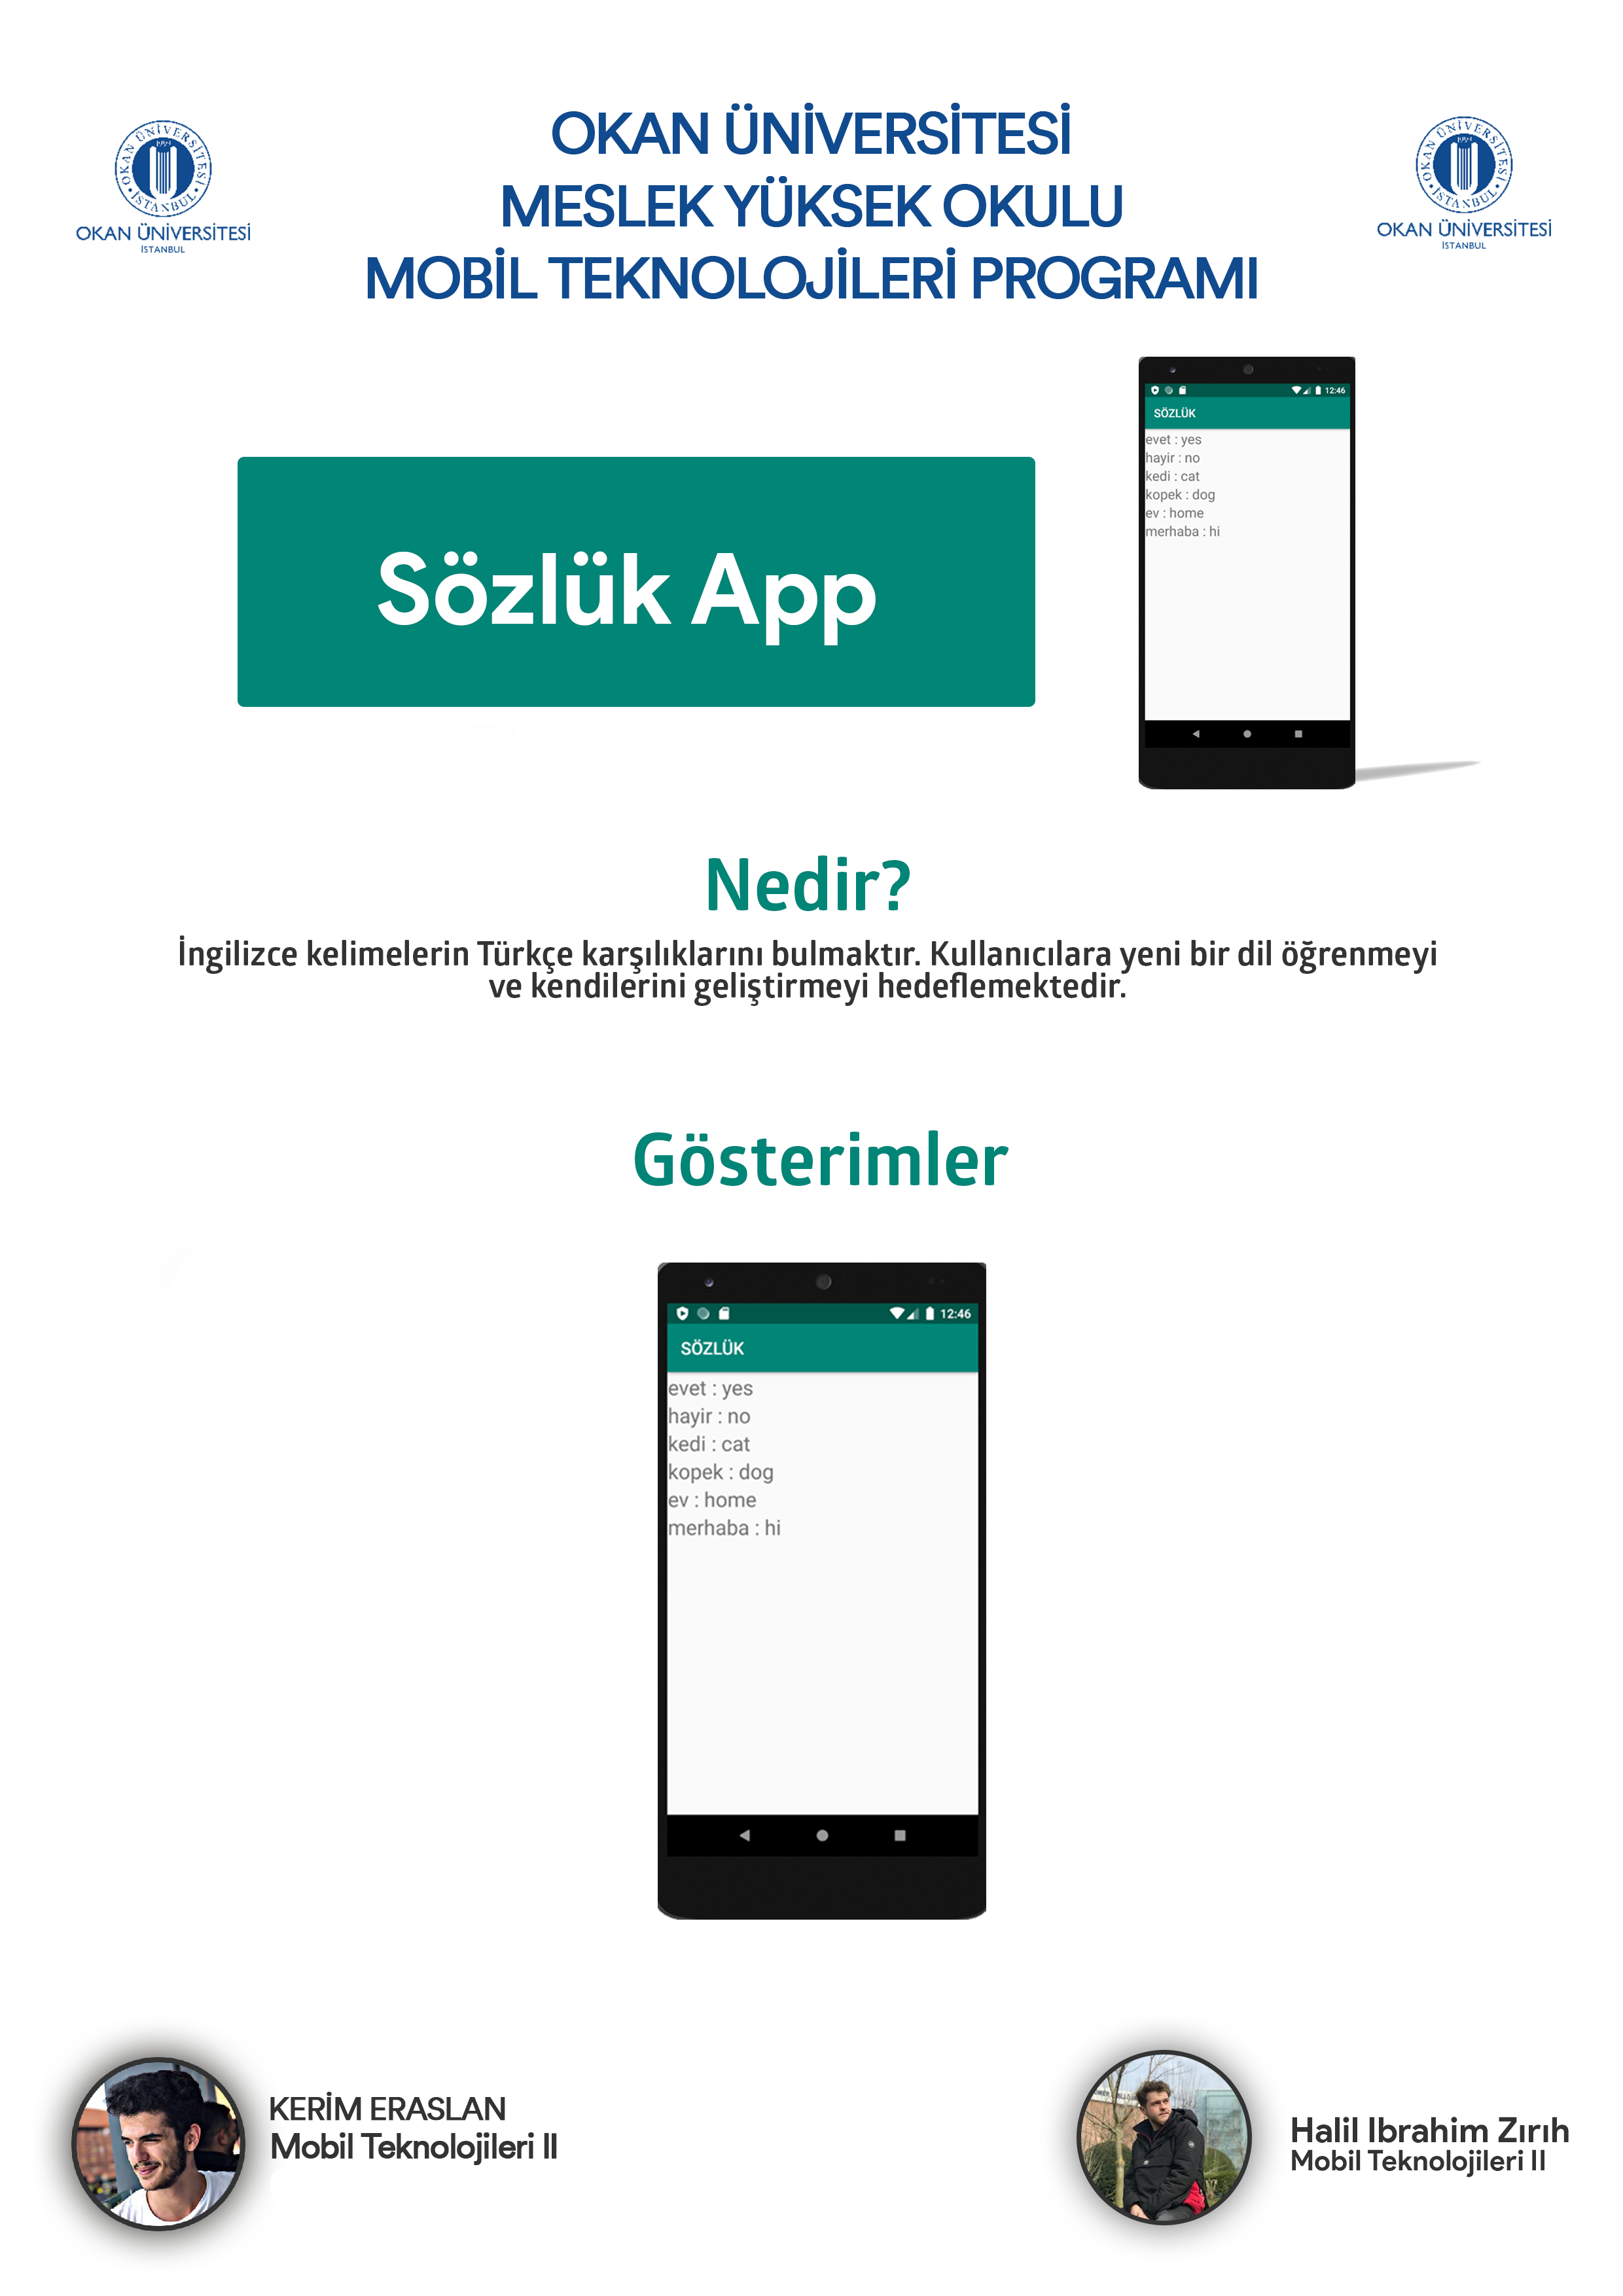 OKAN ÜNİVERSİTESİ
MESLEK YÜKSEK OKULU
MOBİL TEKNOLOJİLERİ PROGRAMI
OKAN ÜNİVERSİTESİ
İSTANBUL
OKAN ÜNİVERSİTESİ
İSTANBUL
OKAN ÜNİVERSİTESİ
İSTANBUL
OKAN ÜNİVERSİTESİ
İSTANBUL
Sözlük App
12:46
SÖZLÜK
evet : yes
hayir : no
kedi : cat
kopek : dog
ev : home
merhaba : hi
Nedir?
İngilizce kelimelerin Türkçe karşılıklarını bulmaktır. Kullanıcılara yeni bir dil öğrenmeyi
ve kendilerini geliştirmeyi hedeflemektedir.
Gösterimler
12:46
SÖZLÜK
evet : yes
hayir : no
kedi : cat
kopek : dog
ev : home
merhaba : hi
KERİM ERASLAN
Mobil Teknolojileri II
Halil Ibrahim Zırıh
Mobil Teknolojileri II